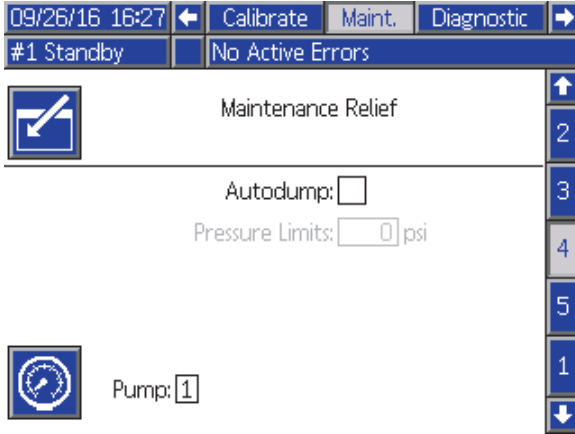 09/26/16 16:27 Calibrate Maint. Diagnostic
#1 Standby No Active Errors
Maintenance Relief
2
Autodump:
3
Pressure Limits: 0 psi
4
5
1
Pump: 1